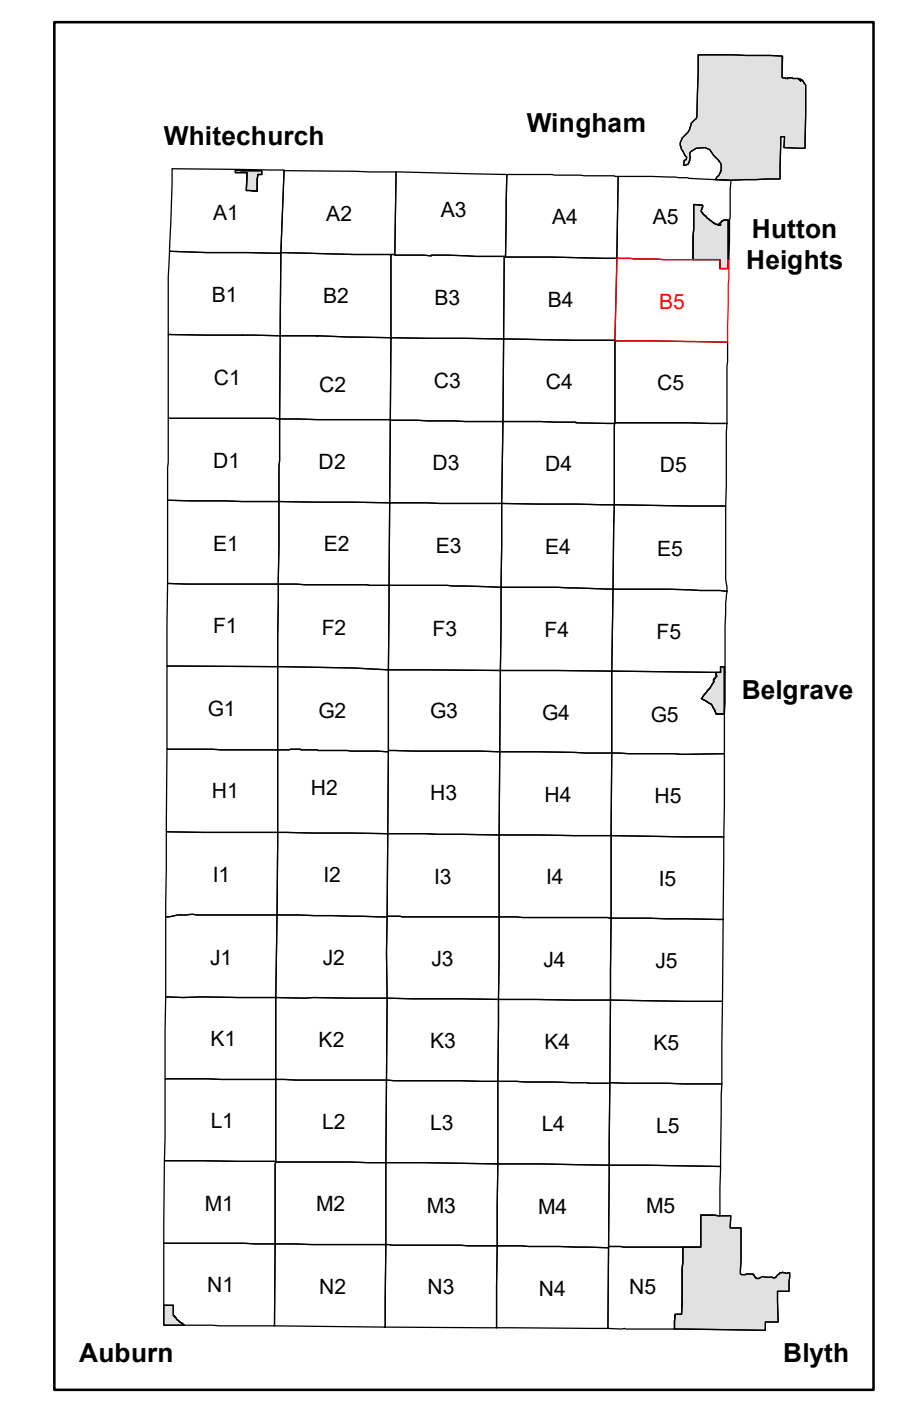 Wingham
Whitechurch
A1 A2 A3 A4 A5
Hutton
Heights
B1 B2 B3 B4 B5
C1 C2 C3 C4 C5
D1 D2 D3 D4 D5
E1 E2 E3 E4 E5
F1 F2 F3 F4 F5
Belgrave
G1 G2 G3 G4 G5
H1 H2 H3 H4 H5
I1 I2 I3 I4 I5
J1 J2 J3 J4 J5
K1 K2 K3 K4 K5
L1 L2 L3 L4 L5
M1 M2 M3 M4 M5
N1 N2 N3 N4 N5
Auburn Blyth